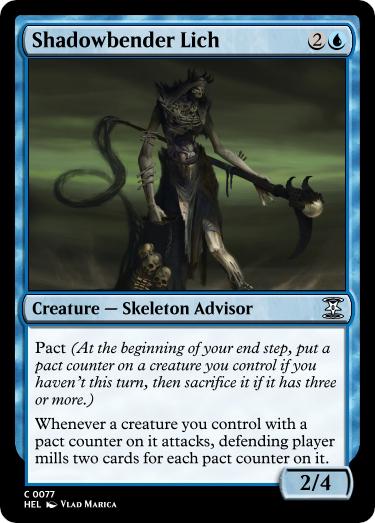 Shadowbender Lich 2
Creature — Skeleton Advisor
Pact (At the beginning of your end step, put a
pact counter on a creature you control if you
haven't this turn, then sacrifice it if it has three
or more.)
Whenever a creature you control with a
pact counter on it attacks, defending player
mills two cards for each pact counter on it.
2/4
C 0077
HEL Vlad Marica